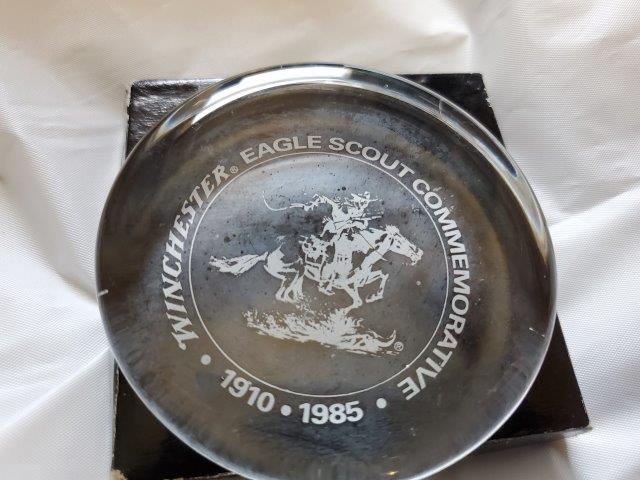 WINCHESTER® EAGLE SCOUT COMMEMORATIVE
• 1910 • 1985 •
®